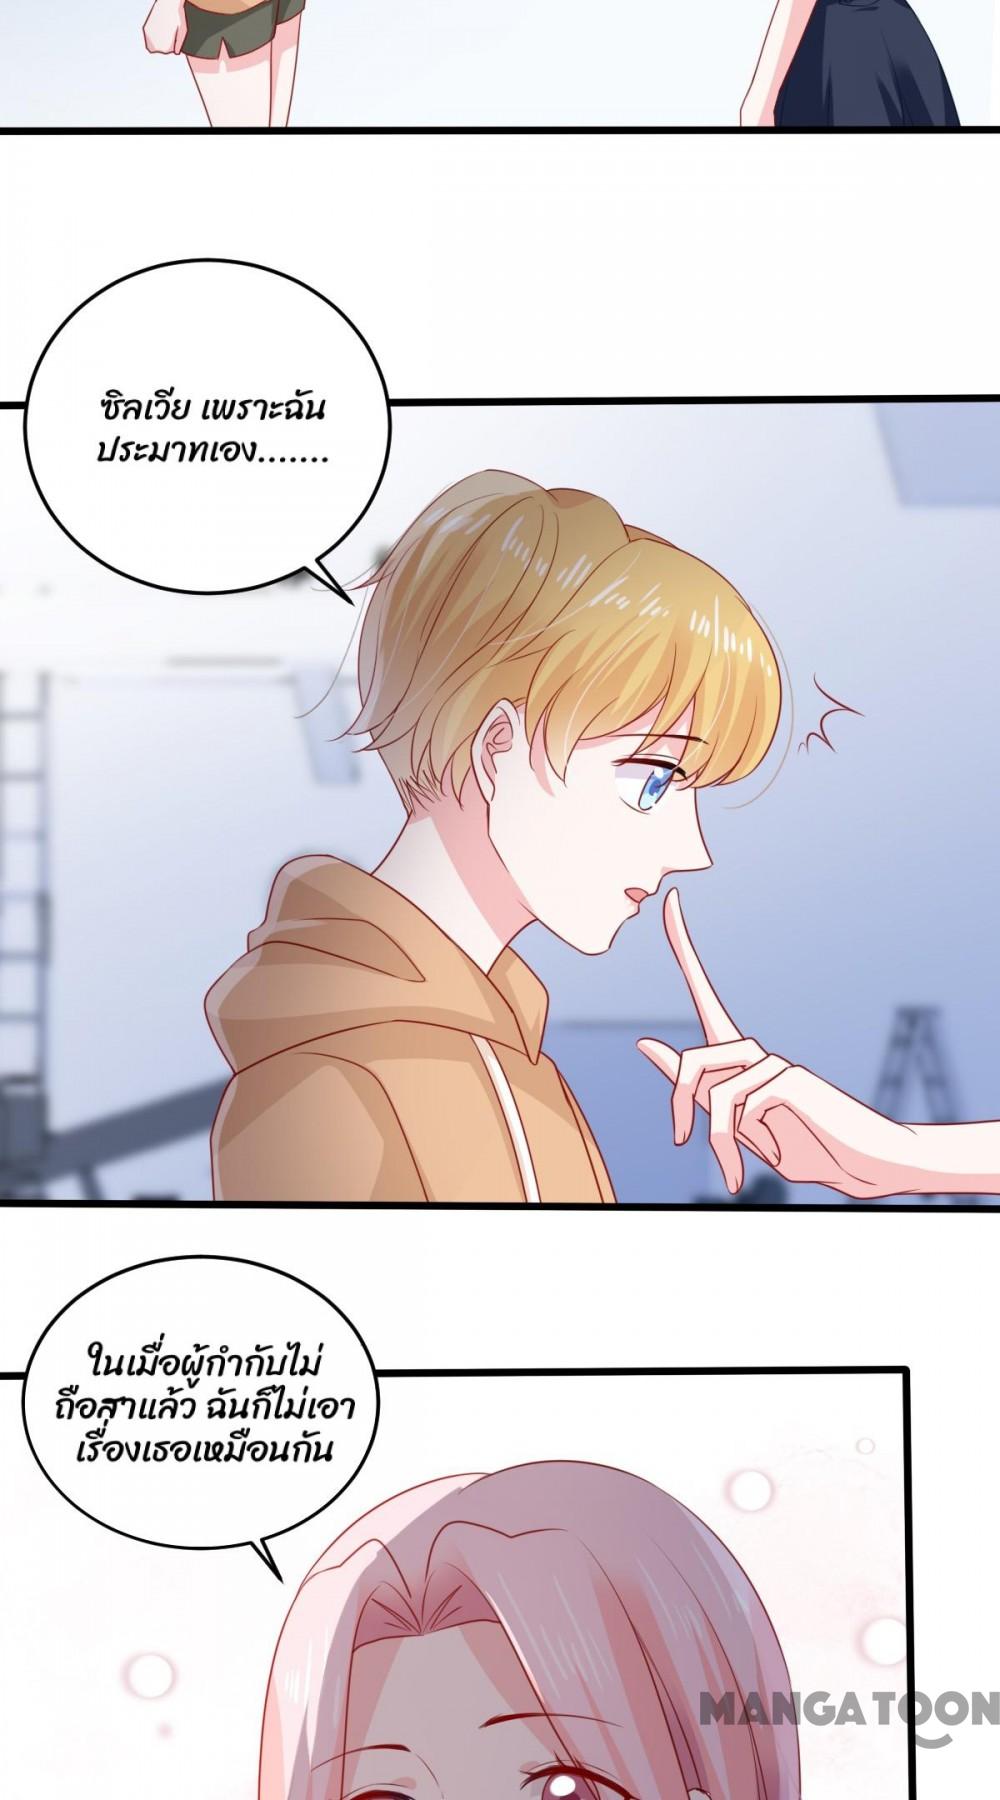 ซิลเวีย เพราะฉัน
ประมาทเอง.......
ในเมื่อผู้กำกับไม่
ถือสาแล้ว ฉันก็ไม่เอา
เรื่องเธอเหมือนกัน
MANGATOON